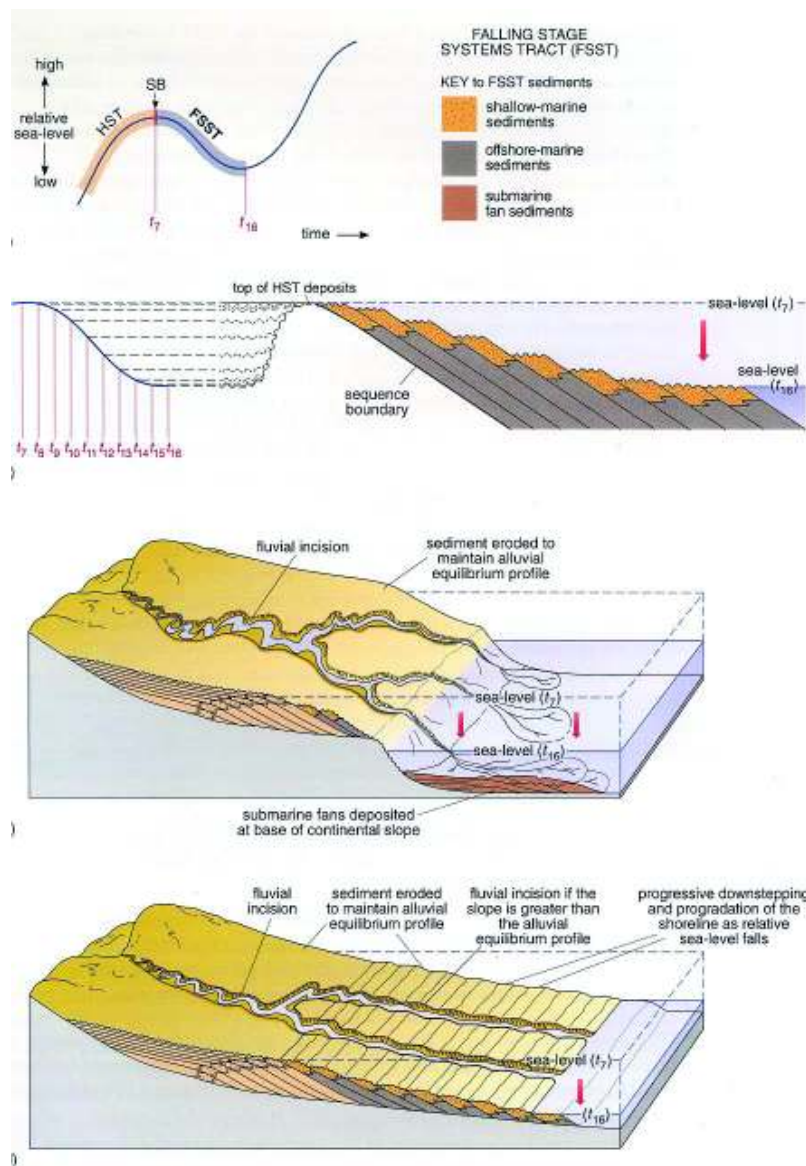 FALLING STAGE
SYSTEMS TRACT (FSST)
KEY to FSST sediments
shallow-marine
sediments
offshore-marine
sediments
submarine
fan sediments
high
relative
sea-level
low
HST
SB
FSST
t7
t16
time
top of HST deposits
sea-level (t7)
sea-level
(t16)
sequence
boundary
t7 t8 t9 t10 t11 t12 t13 t14 t15 t16
fluvial incision
sediment eroded to
maintain alluvial
equilibrium profile
sea-level (t7)
sea-level (t16)
submarine fans deposited
at base of continental slope
fluvial
incision
sediment eroded
to maintain alluvial
equilibrium profile
fluvial incision if the
slope is greater than
the alluvial
equilibrium profile
progressive downstepping
and progradation of the
shoreline as relative
sea-level falls
sea-level (t7)
(t16)